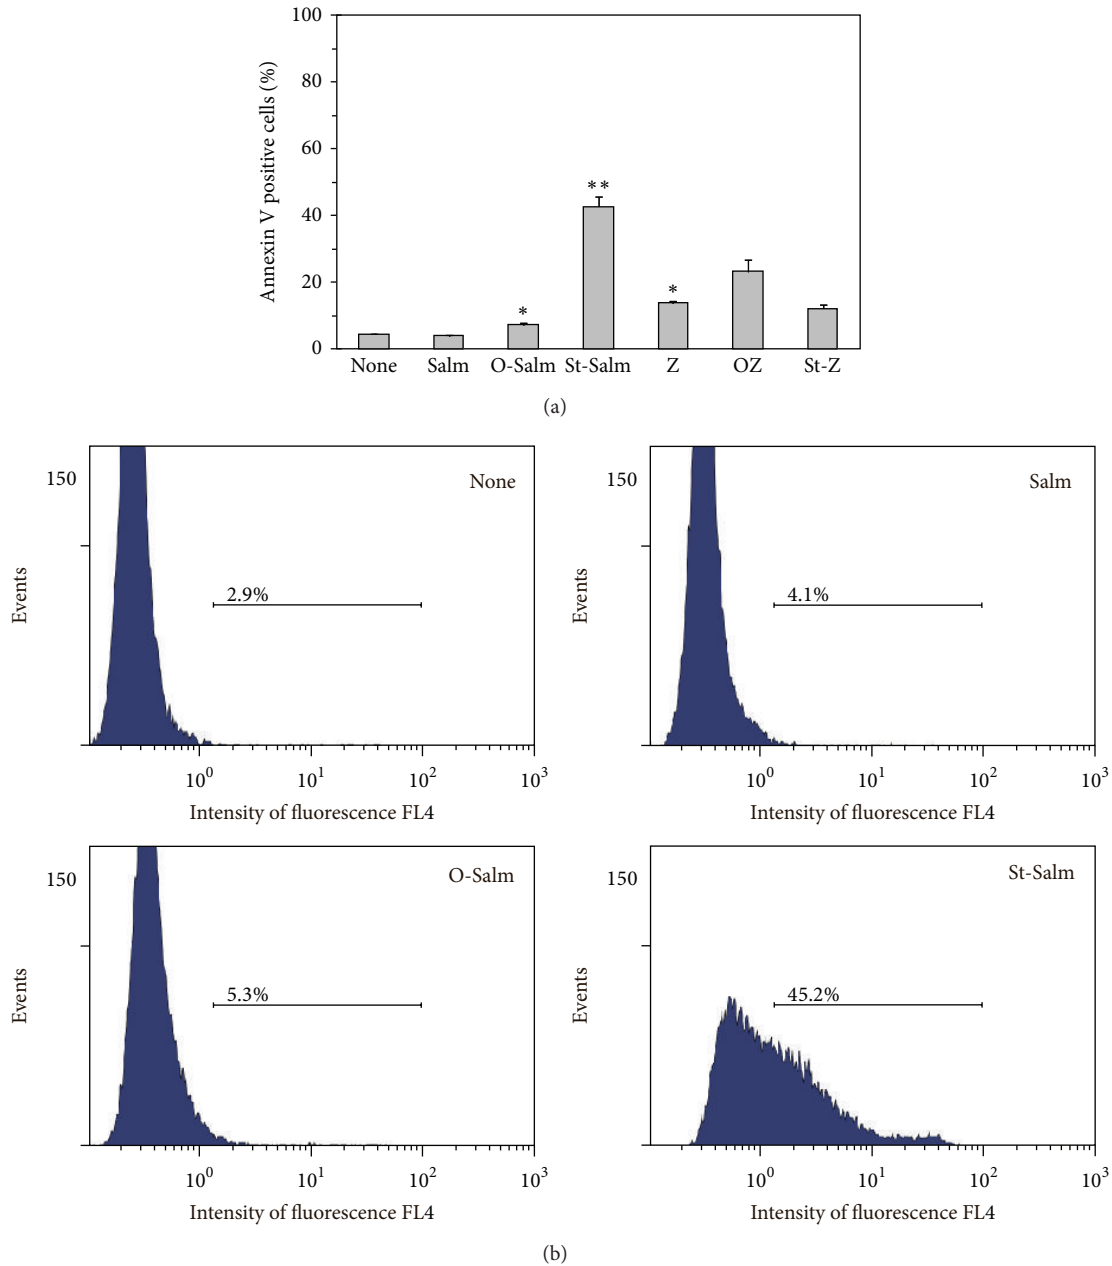 100
80
60
40
20
0
Annexin V positive cells (%)
*
**
*
None Salm O-Salm St-Salm Z OZ St-Z
(a)
150
None
2.9%
Events
10⁰ 10¹ 10² 10³
Intensity of fluorescence FL4
150
Salm
4.1%
Events
10⁰ 10¹ 10² 10³
Intensity of fluorescence FL4
150
O-Salm
5.3%
Events
10⁰ 10¹ 10² 10³
Intensity of fluorescence FL4
150
St-Salm
45.2%
Events
10⁰ 10¹ 10² 10³
Intensity of fluorescence FL4
(b)